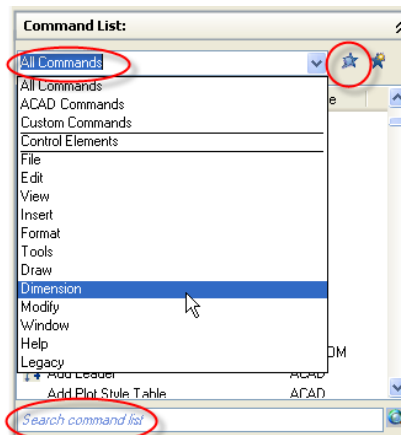 Command List:
All Commands
All Commands
ACAD Commands
Custom Commands
Control Elements
File
Edit
View
Insert
Format
Tools
Draw
Dimension
Modify
Window
Help
Legacy
Add Leader ACAD
Add Plot Style Table ACAD
Search command list